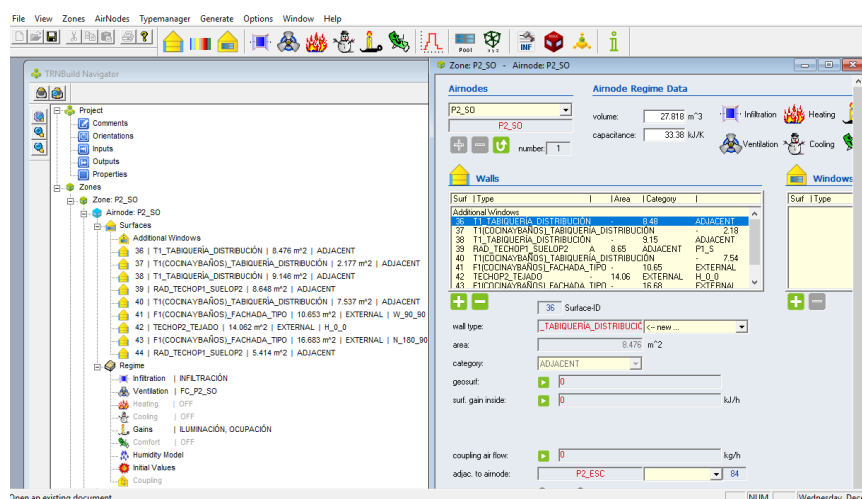 File View Zones AirNodes Typemanager Generate Options Window Help
Pool
x y z
INF
TRNBuild Navigator
Project
Comments
Orientations
Inputs
Outputs
Properties
Zones
Zone: P2_SO
Airnode: P2_SO
Surfaces
Additional Windows
36 | T1_TABIQUERÍA_DISTRIBUCIÓN | 8.476 m^2 | ADJACENT
37 | T1(COCINAYBAÑOS)_TABIQUERÍA_DISTRIBUCIÓN | 2.177 m^2 | ADJACENT
38 | T1_TABIQUERÍA_DISTRIBUCIÓN | 9.146 m^2 | ADJACENT
39 | RAD_TECHOP1_SUELOP2 | 8.648 m^2 | ADJACENT
40 | T1(COCINAYBAÑOS)_TABIQUERÍA_DISTRIBUCIÓN | 7.537 m^2 | ADJACENT
41 | F1(COCINAYBAÑOS)_FACHADA_TIPO | 10.653 m^2 | EXTERNAL | W_90_90
42 | TECHOP2_TEJADO | 14.062 m^2 | EXTERNAL | H_0_0
43 | F1(COCINAYBAÑOS)_FACHADA_TIPO | 16.683 m^2 | EXTERNAL | N_180_90
44 | RAD_TECHOP1_SUELOP2 | 5.414 m^2 | ADJACENT
Regime
Infiltration | INFILTRACIÓN
Ventilation | FC_P2_SO
Heating | OFF
Cooling | OFF
Gains | ILUMINACIÓN, OCUPACIÓN
Comfort | OFF
Humidity Model
Initial Values
Coupling
Zone: P2_SO - Airnode: P2_SO
Airnodes
P2_SO
P2_SO
number: 1
Airnode Regime Data
volume: 27.818 m^3
capacitance: 33.38 kJ/K
Infiltration
Heating
Ventilation
Cooling
Walls
Surf | Type | | Area | Category |
Additional Windows
36 T1_TABIQUERÍA_DISTRIBUCIÓN - 8.48 ADJACENT
37 T1(COCINAYBAÑOS)_TABIQUERÍA_DISTRIBUCIÓN - 2.18
38 T1_TABIQUERÍA_DISTRIBUCIÓN - 9.15 ADJACENT
39 RAD_TECHOP1_SUELOP2 A 8.65 ADJACENT P1_S
40 T1(COCINAYBAÑOS)_TABIQUERÍA_DISTRIBUCIÓN - 7.54
41 F1(COCINAYBAÑOS)_FACHADA_TIPO - 10.65 EXTERNAL
42 TECHOP2_TEJADO - 14.06 EXTERNAL H_0_0
43 F1(COCINAYBAÑOS)_FACHADA_TIPO - 16.68 EXTERNAL
Windows
Surf | Type
36 Surface-ID
wall type: _TABIQUERÍA_DISTRIBUCIÓ <-- new ...
area: 8.476 m^2
category: ADJACENT
geosurf: 0
surf. gain inside: 0 kJ/h
coupling air flow: 0 kg/h
adjac. to airnode: P2_ESC 84
Open an existing document
NUM